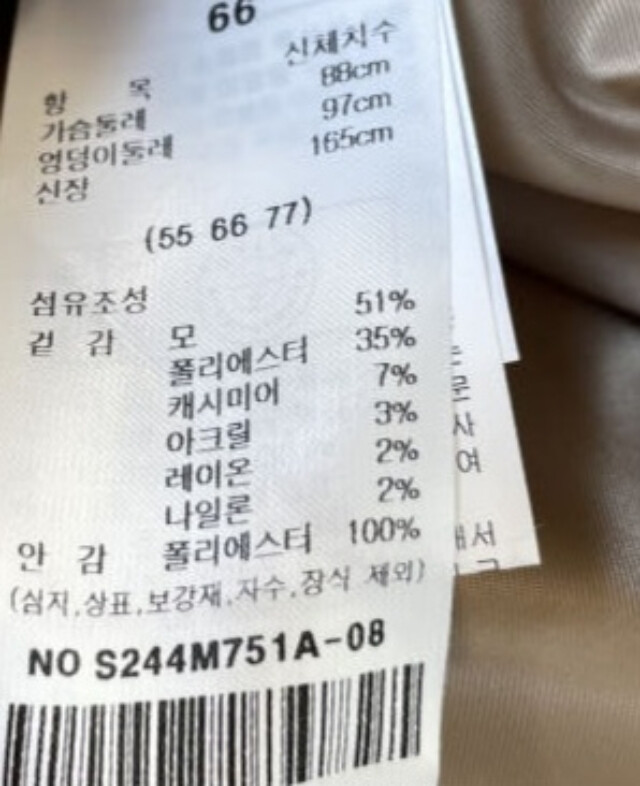 66
항 목 신체치수
가슴둘레 88cm
엉덩이둘레 97cm
신장 165cm
(55 66 77)
섬유조성
겉 감 모 51%
폴리에스터 35%
캐시미어 7%
아크릴 3%
레이온 2%
나일론 2%
안 감 폴리에스터 100%
(심지,상표,보강재,자수,장식 제외)
NO S244M751A-08
사
여
서